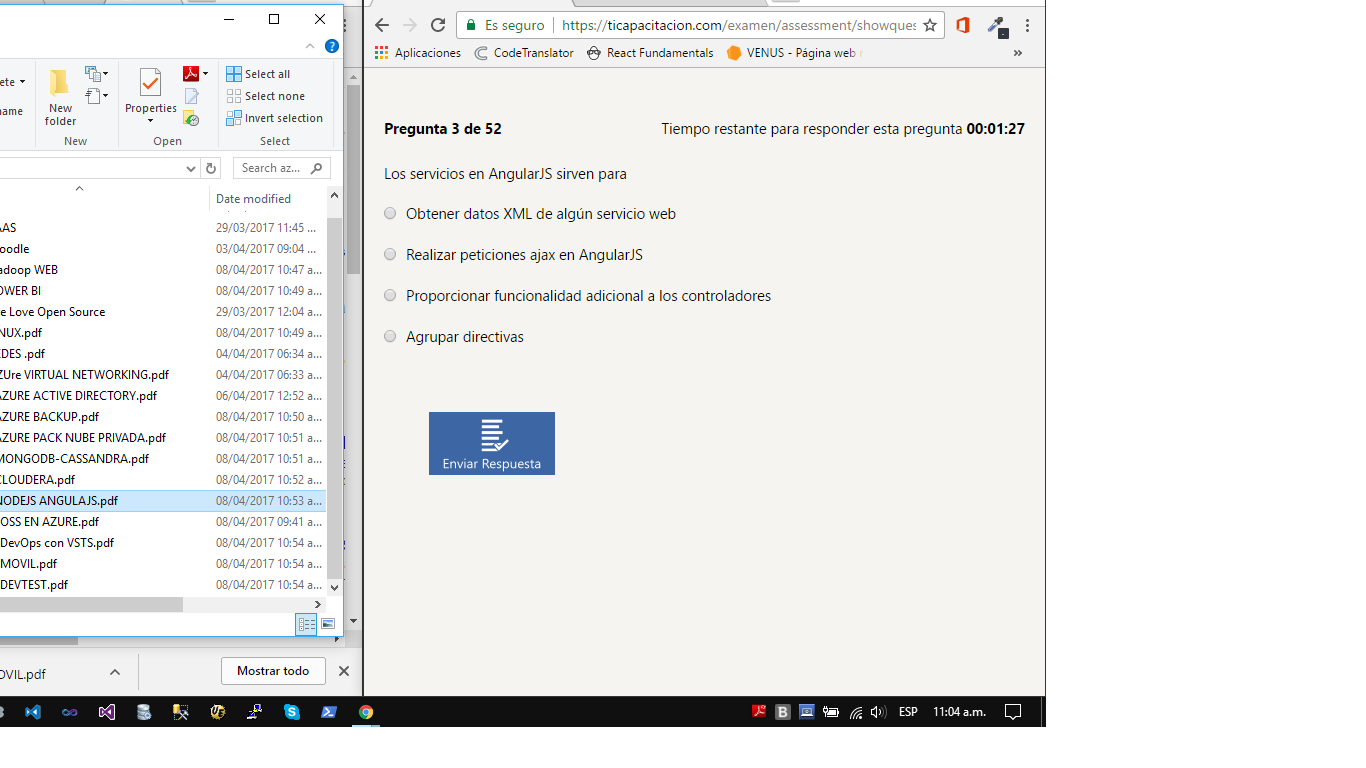 Select all
Select none
Invert selection
New
folder
Properties
New
Open
Select
Search az...
Date modified
29/03/2017 11:45 ...
03/04/2017 09:04 ...
WEB 08/04/2017 10:47 a...
BI 08/04/2017 10:49 a...
Love Open Source 29/03/2017 12:04 a...
08/04/2017 10:49 a...
.pdf 04/04/2017 06:34 a...
VIRTUAL NETWORKING.pdf 04/04/2017 06:33 a...
AZURE ACTIVE DIRECTORY.pdf 06/04/2017 12:52 a...
AZURE BACKUP.pdf 08/04/2017 10:50 a...
AZURE PACK NUBE PRIVADA.pdf 08/04/2017 10:51 a...
MONGODB-CASSANDRA.pdf 08/04/2017 10:51 a...
CLOUDERA.pdf 08/04/2017 10:52 a...
NODEJS ANGULAJS.pdf 08/04/2017 10:53 a...
OSS EN AZURE.pdf 08/04/2017 09:41 a...
DevOps con VSTS.pdf 08/04/2017 10:54 a...
MOVIL.pdf 08/04/2017 10:54 a...
DEVTEST.pdf 08/04/2017 10:54 a...
OVIL.pdf
Mostrar todo
Es seguro https://ticapacitacion.com/examen/assessment/showques
Aplicaciones CodeTranslator React Fundamentals VENUS - Página web
Pregunta 3 de 52 Tiempo restante para responder esta pregunta 00:01:27
Los servicios en AngularJS sirven para
Obtener datos XML de algún servicio web
Realizar peticiones ajax en AngularJS
Proporcionar funcionalidad adicional a los controladores
Agrupar directivas
Enviar Respuesta
ESP 11:04 a.m.